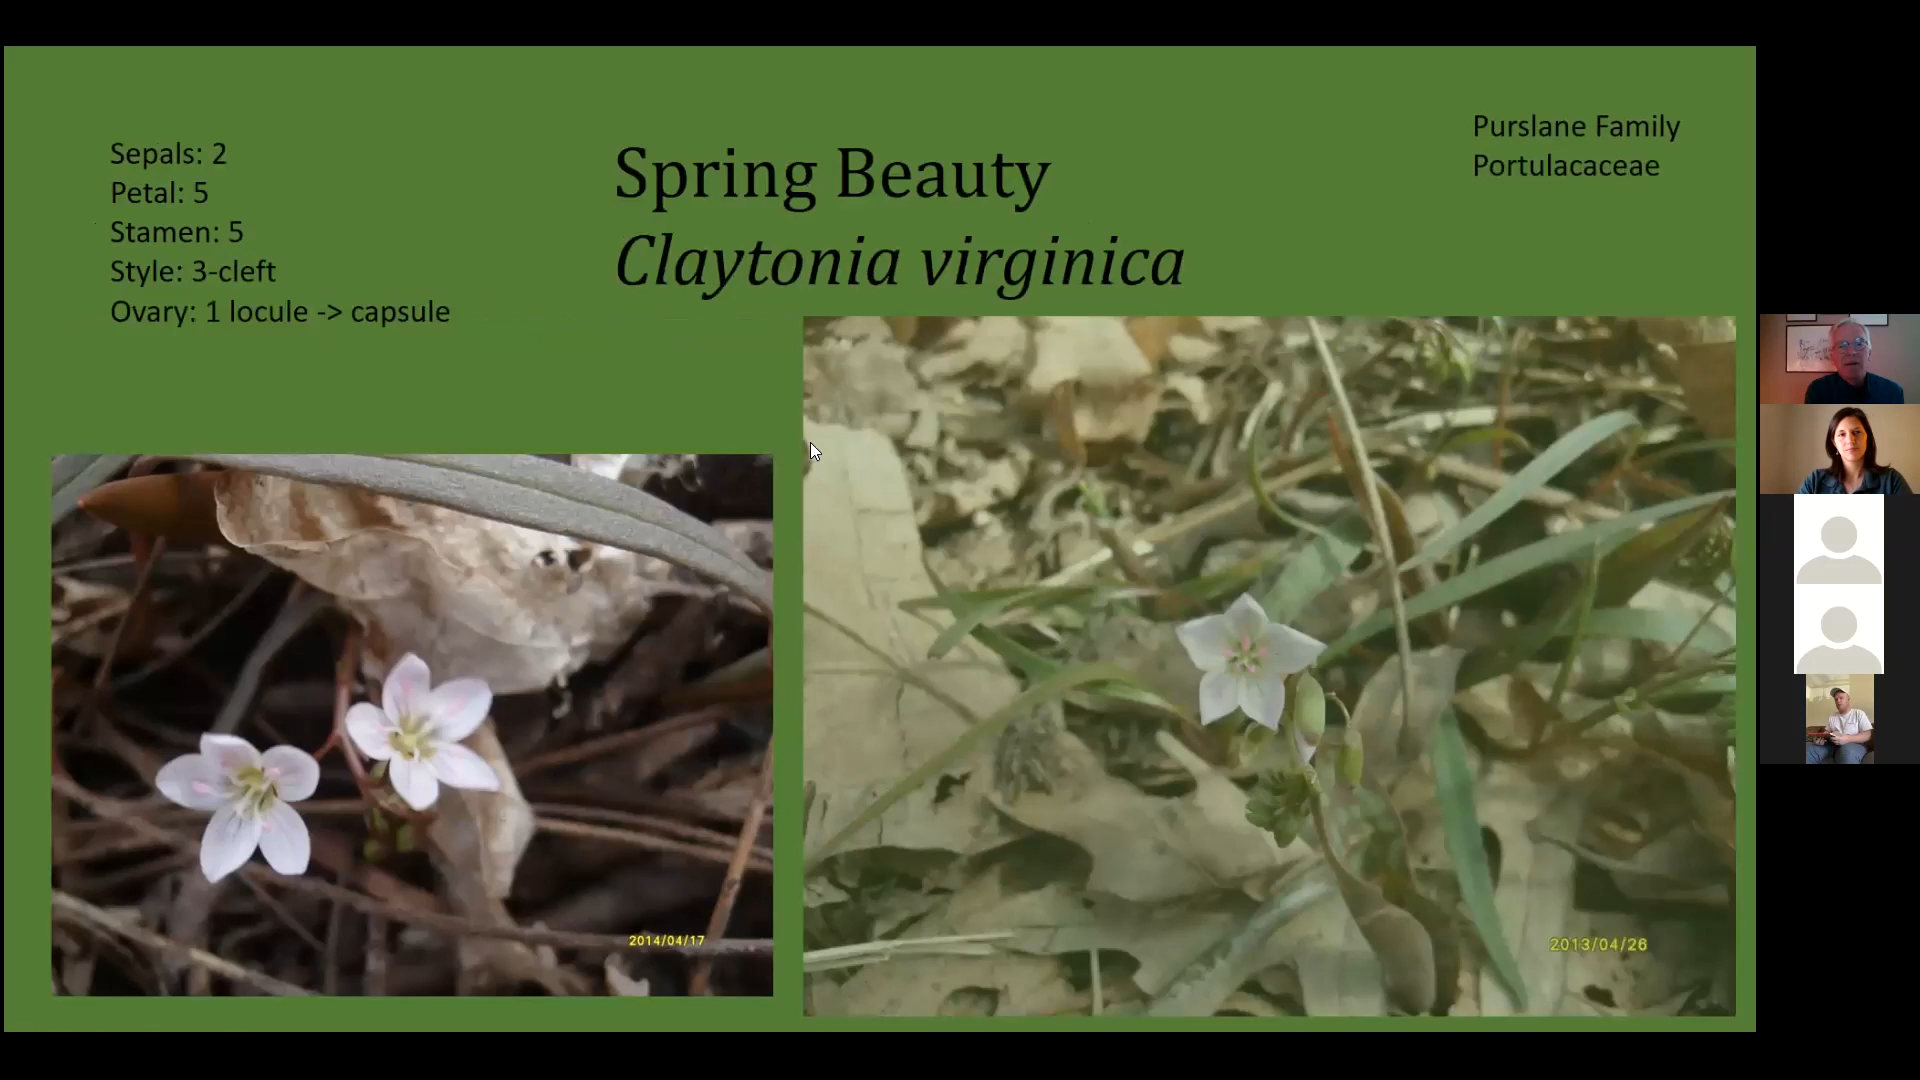 Sepals: 2
Petal: 5
Stamen: 5
Style: 3-cleft
Ovary: 1 locule -> capsule
Spring Beauty
Claytonia virginica
Purslane Family
Portulacaceae
2014/04/17
2013/04/26